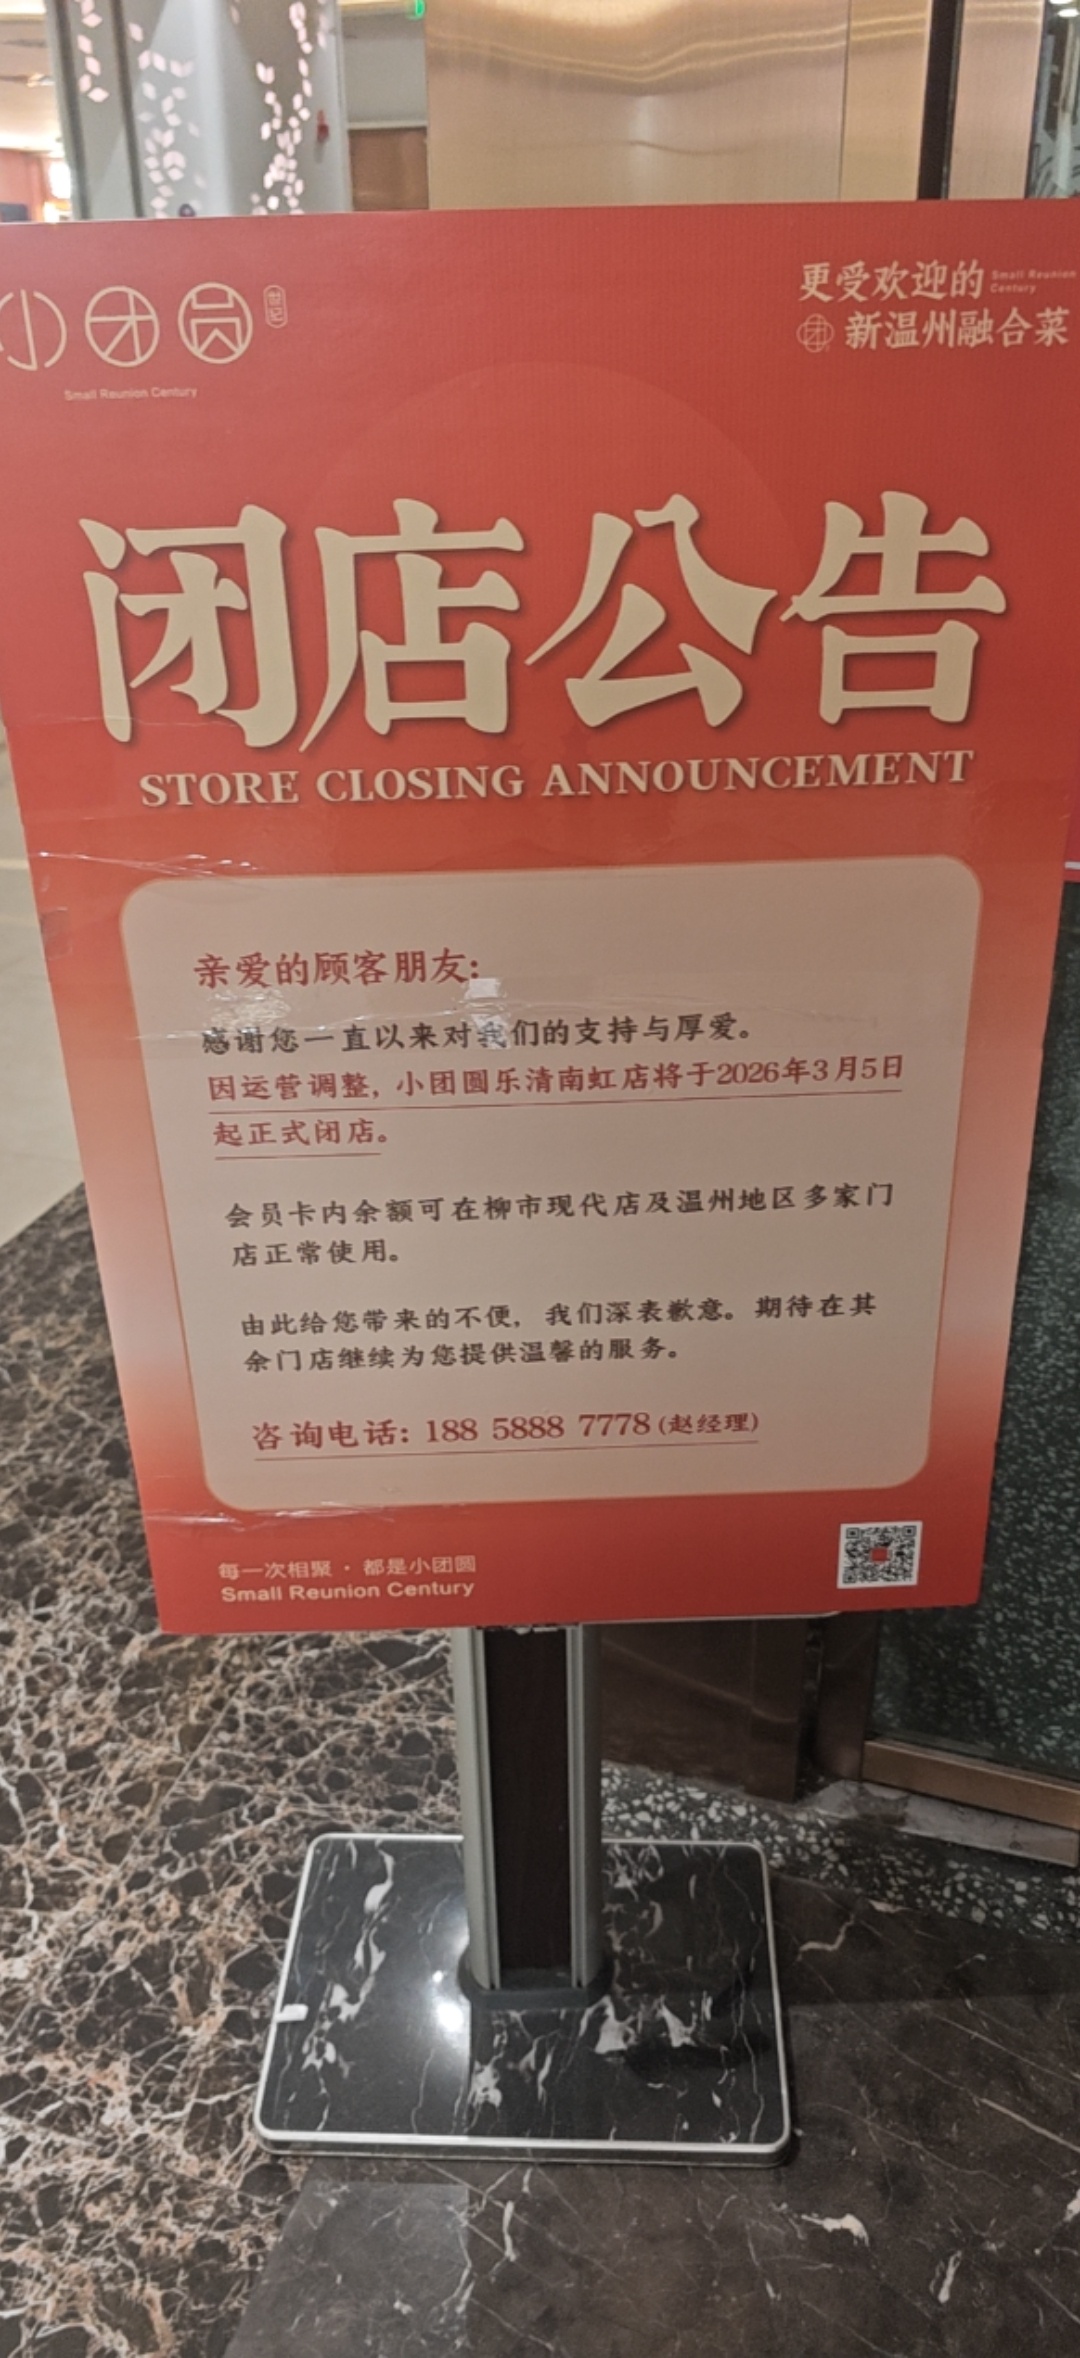 小团圆 世纪
Small Reunion Century
更受欢迎的 Small Reunion Century
团 新温州融合菜
闭店公告
STORE CLOSING ANNOUNCEMENT
亲爱的顾客朋友:
感谢您一直以来对我们的支持与厚爱。
因运营调整, 小团圆乐清南虹店将于2026年3月5日
起正式闭店。
会员卡内余额可在柳市现代店及温州地区多家门
店正常使用。
由此给您带来的不便, 我们深表歉意。期待在其
余门店继续为您提供温馨的服务。
咨询电话: 188 5888 7778 (赵经理)
每一次相聚 · 都是小团圆
Small Reunion Century